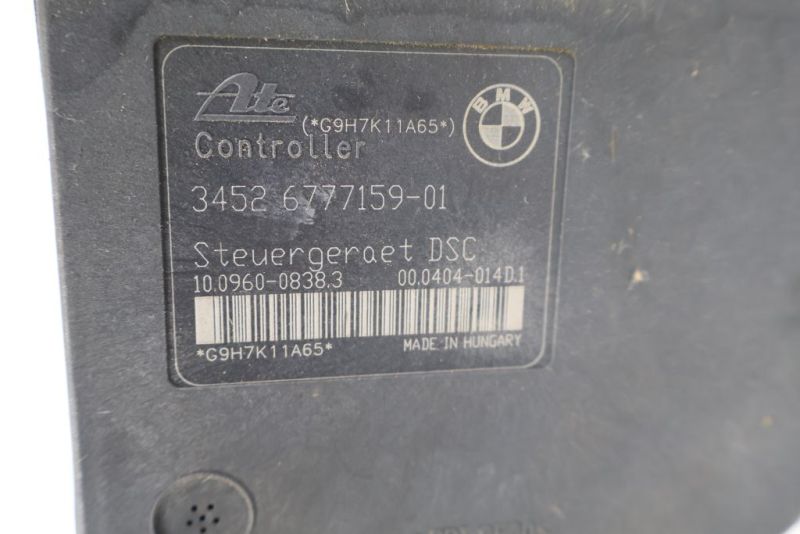 Ate
BMW
(*G9H7K11A65*)
Controller
3452 6777159-01
Steuergeraet DSC
10.0960-0838.3 00.0404-014D.1
*G9H7K11A65* MADE IN HUNGARY